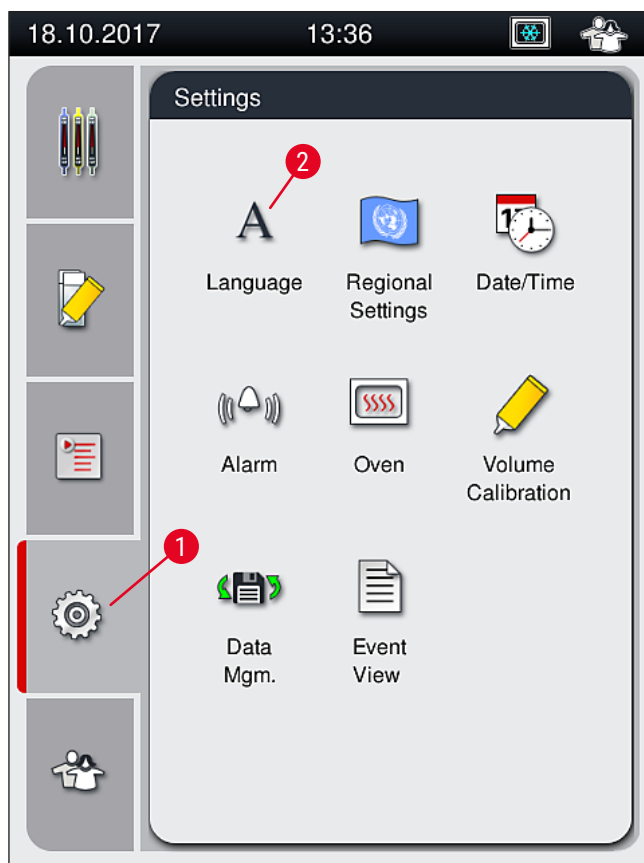 18.10.2017 13:36
Settings
2
A
Language
Regional
Settings
17
Date/Time
Alarm
Oven
Volume
Calibration
1
Data
Mgm.
Event
View